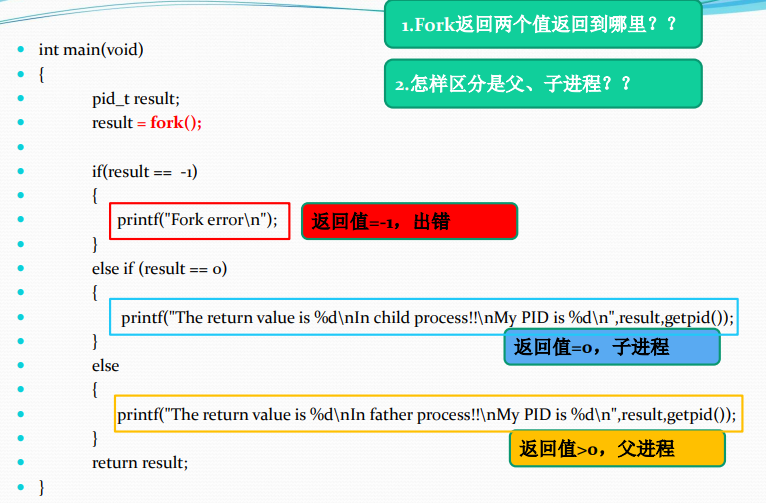 1.Fork返回两个值返回到哪里？？
2.怎样区分是父、子进程？？
int main(void)
{
pid_t result;
result = fork();
if(result == -1)
{
printf("Fork error\n");
返回值=-1，出错
}
else if (result == 0)
{
printf("The return value is %d\nIn child process!!\nMy PID is %d\n",result,getpid());
返回值=0，子进程
}
else
{
printf("The return value is %d\nIn father process!!\nMy PID is %d\n",result,getpid());
返回值>0，父进程
}
return result;
}